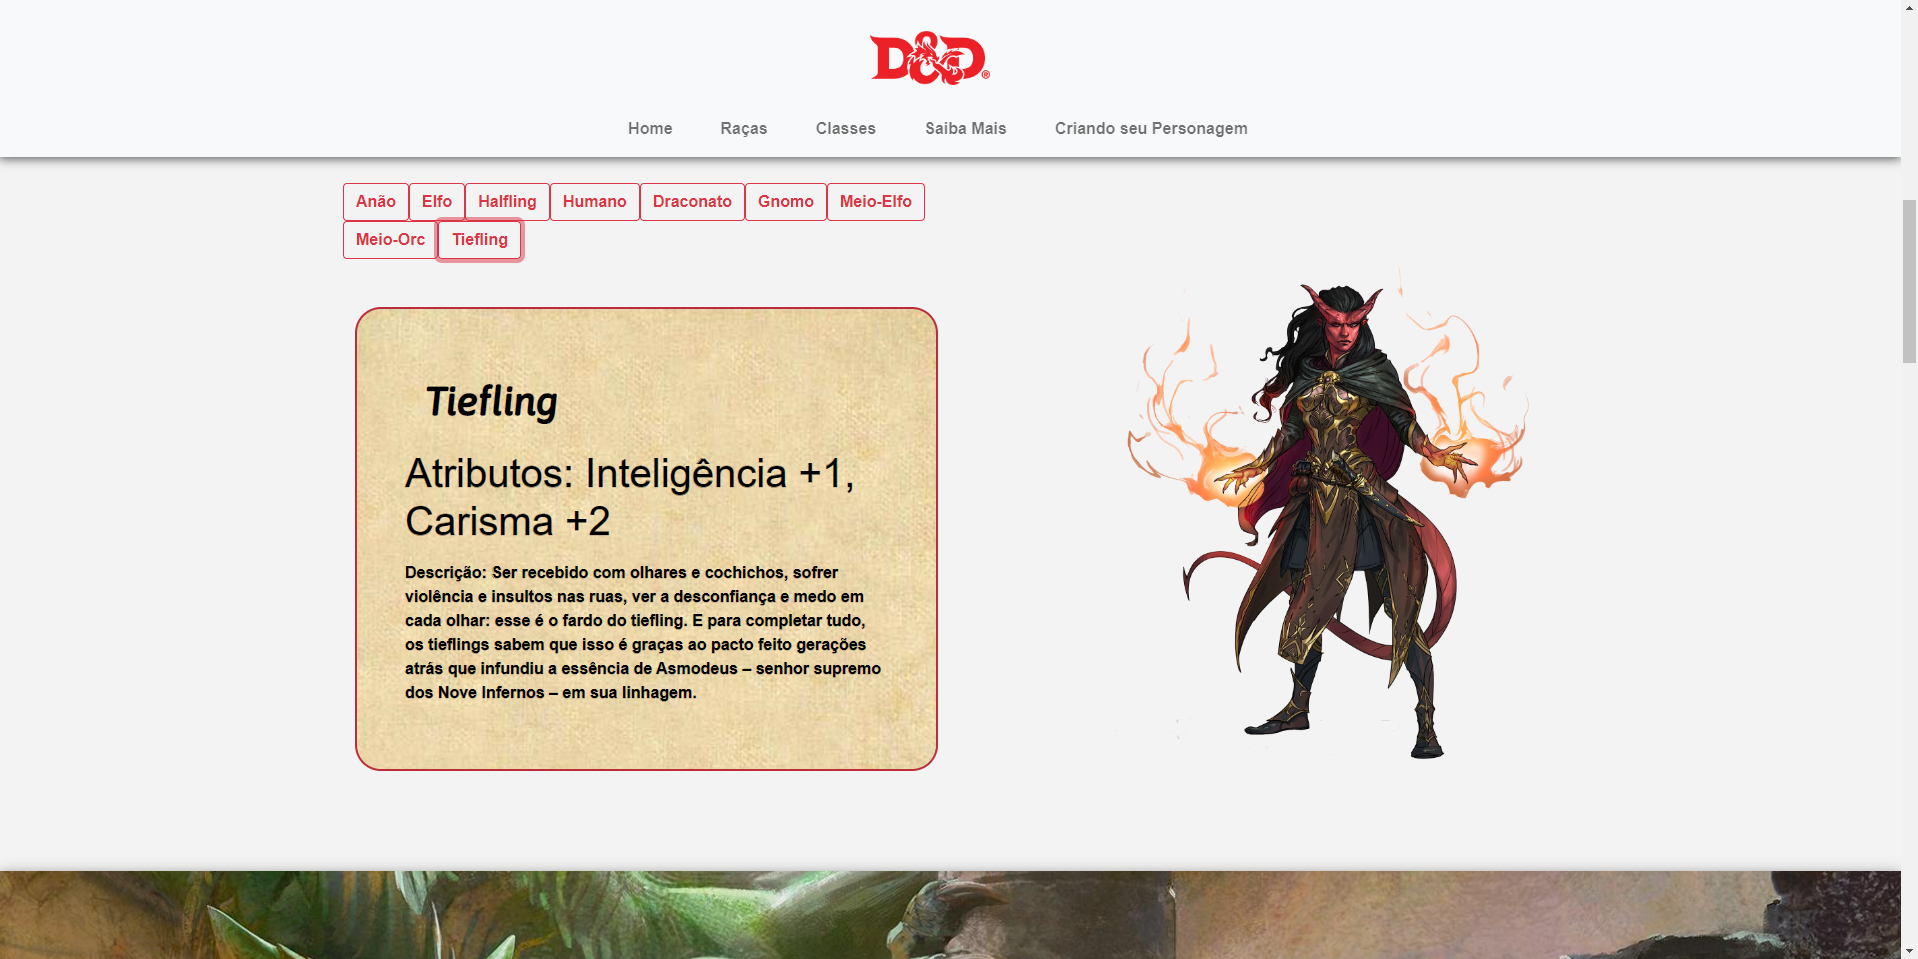 D&D®
Home Raças Classes Saiba Mais Criando seu Personagem
Anão Elfo Halfling Humano Draconato Gnomo Meio-Elfo
Meio-Orc Tiefling
Tiefling
Atributos: Inteligência +1,
Carisma +2
Descrição: Ser recebido com olhares e cochichos, sofrer
violência e insultos nas ruas, ver a desconfiança e medo em
cada olhar: esse é o fardo do tiefling. E para completar tudo,
os tieflings sabem que isso é graças ao pacto feito gerações
atrás que infundiu a essência de Asmodeus – senhor supremo
dos Nove Infernos – em sua linhagem.